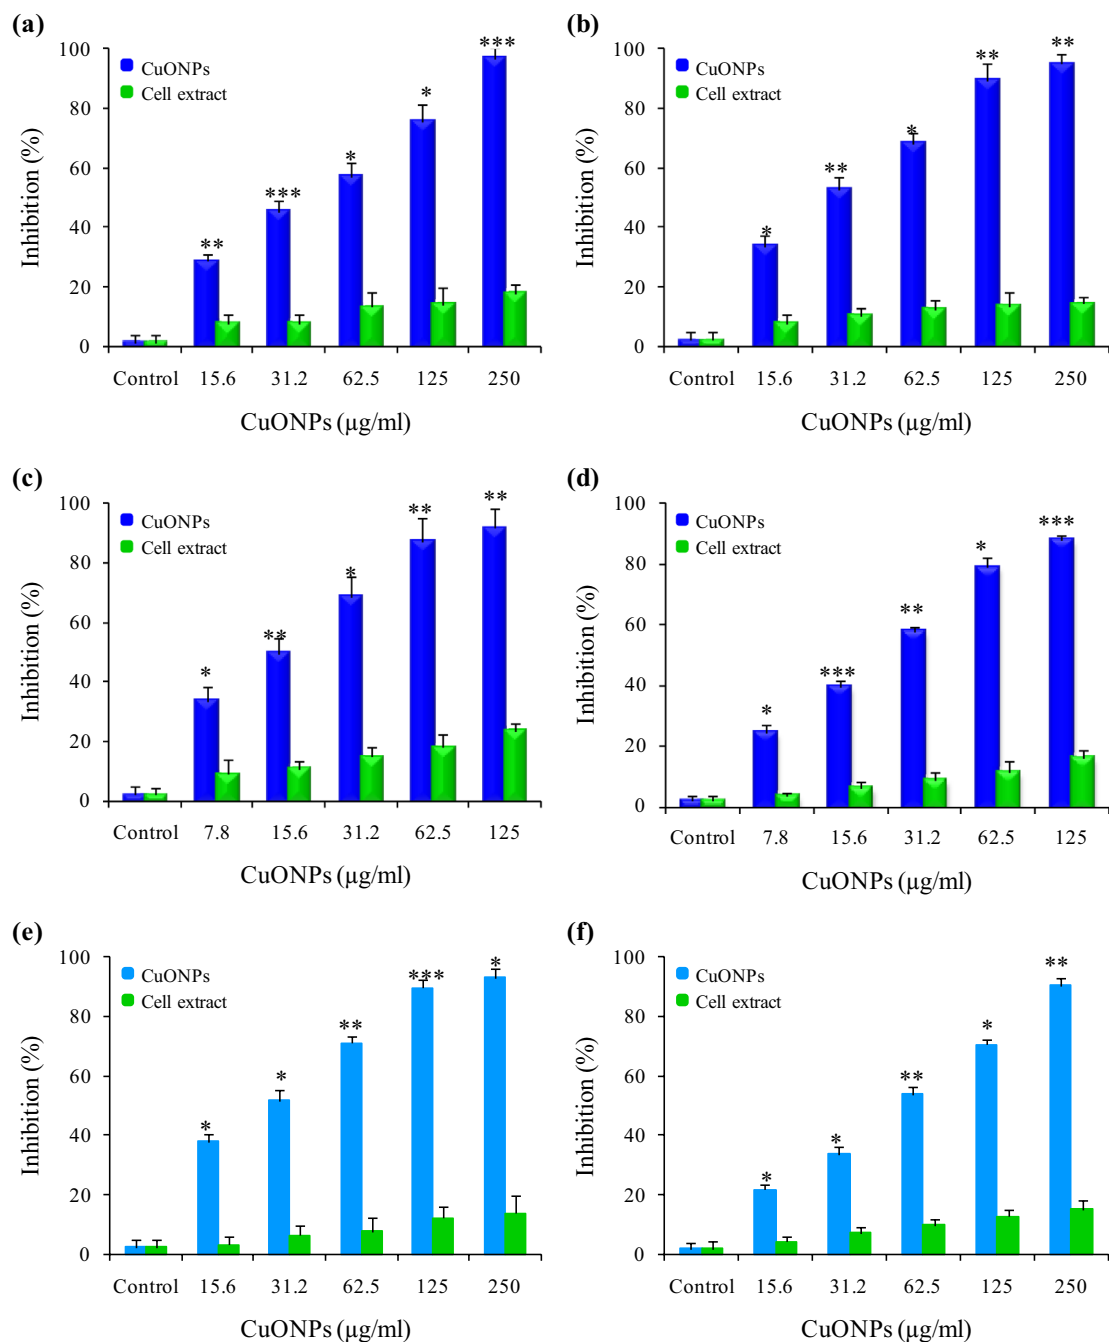 (a)
100
80
60
40
20
0
Inhibition (%)
CuONPs
Cell extract
**
***
*
*
***
Control 15.6 31.2 62.5 125 250
CuONPs (µg/ml)
(b)
100
80
60
40
20
0
Inhibition (%)
CuONPs
Cell extract
*
**
*
**
**
Control 15.6 31.2 62.5 125 250
CuONPs (µg/ml)
(c)
100
80
60
40
20
0
Inhibition (%)
CuONPs
Cell extract
*
**
*
**
**
Control 7.8 15.6 31.2 62.5 125
CuONPs (µg/ml)
(d)
100
80
60
40
20
0
Inhibition (%)
CuONPs
Cell extract
*
***
**
*
***
Control 7.8 15.6 31.2 62.5 125
CuONPs (µg/ml)
(e)
100
80
60
40
20
0
Inhibition (%)
CuONPs
Cell extract
*
*
**
***
*
Control 15.6 31.2 62.5 125 250
CuONPs (µg/ml)
(f)
100
80
60
40
20
0
Inhibition (%)
CuONPs
Cell extract
*
*
**
*
**
Control 15.6 31.2 62.5 125 250
CuONPs (µg/ml)